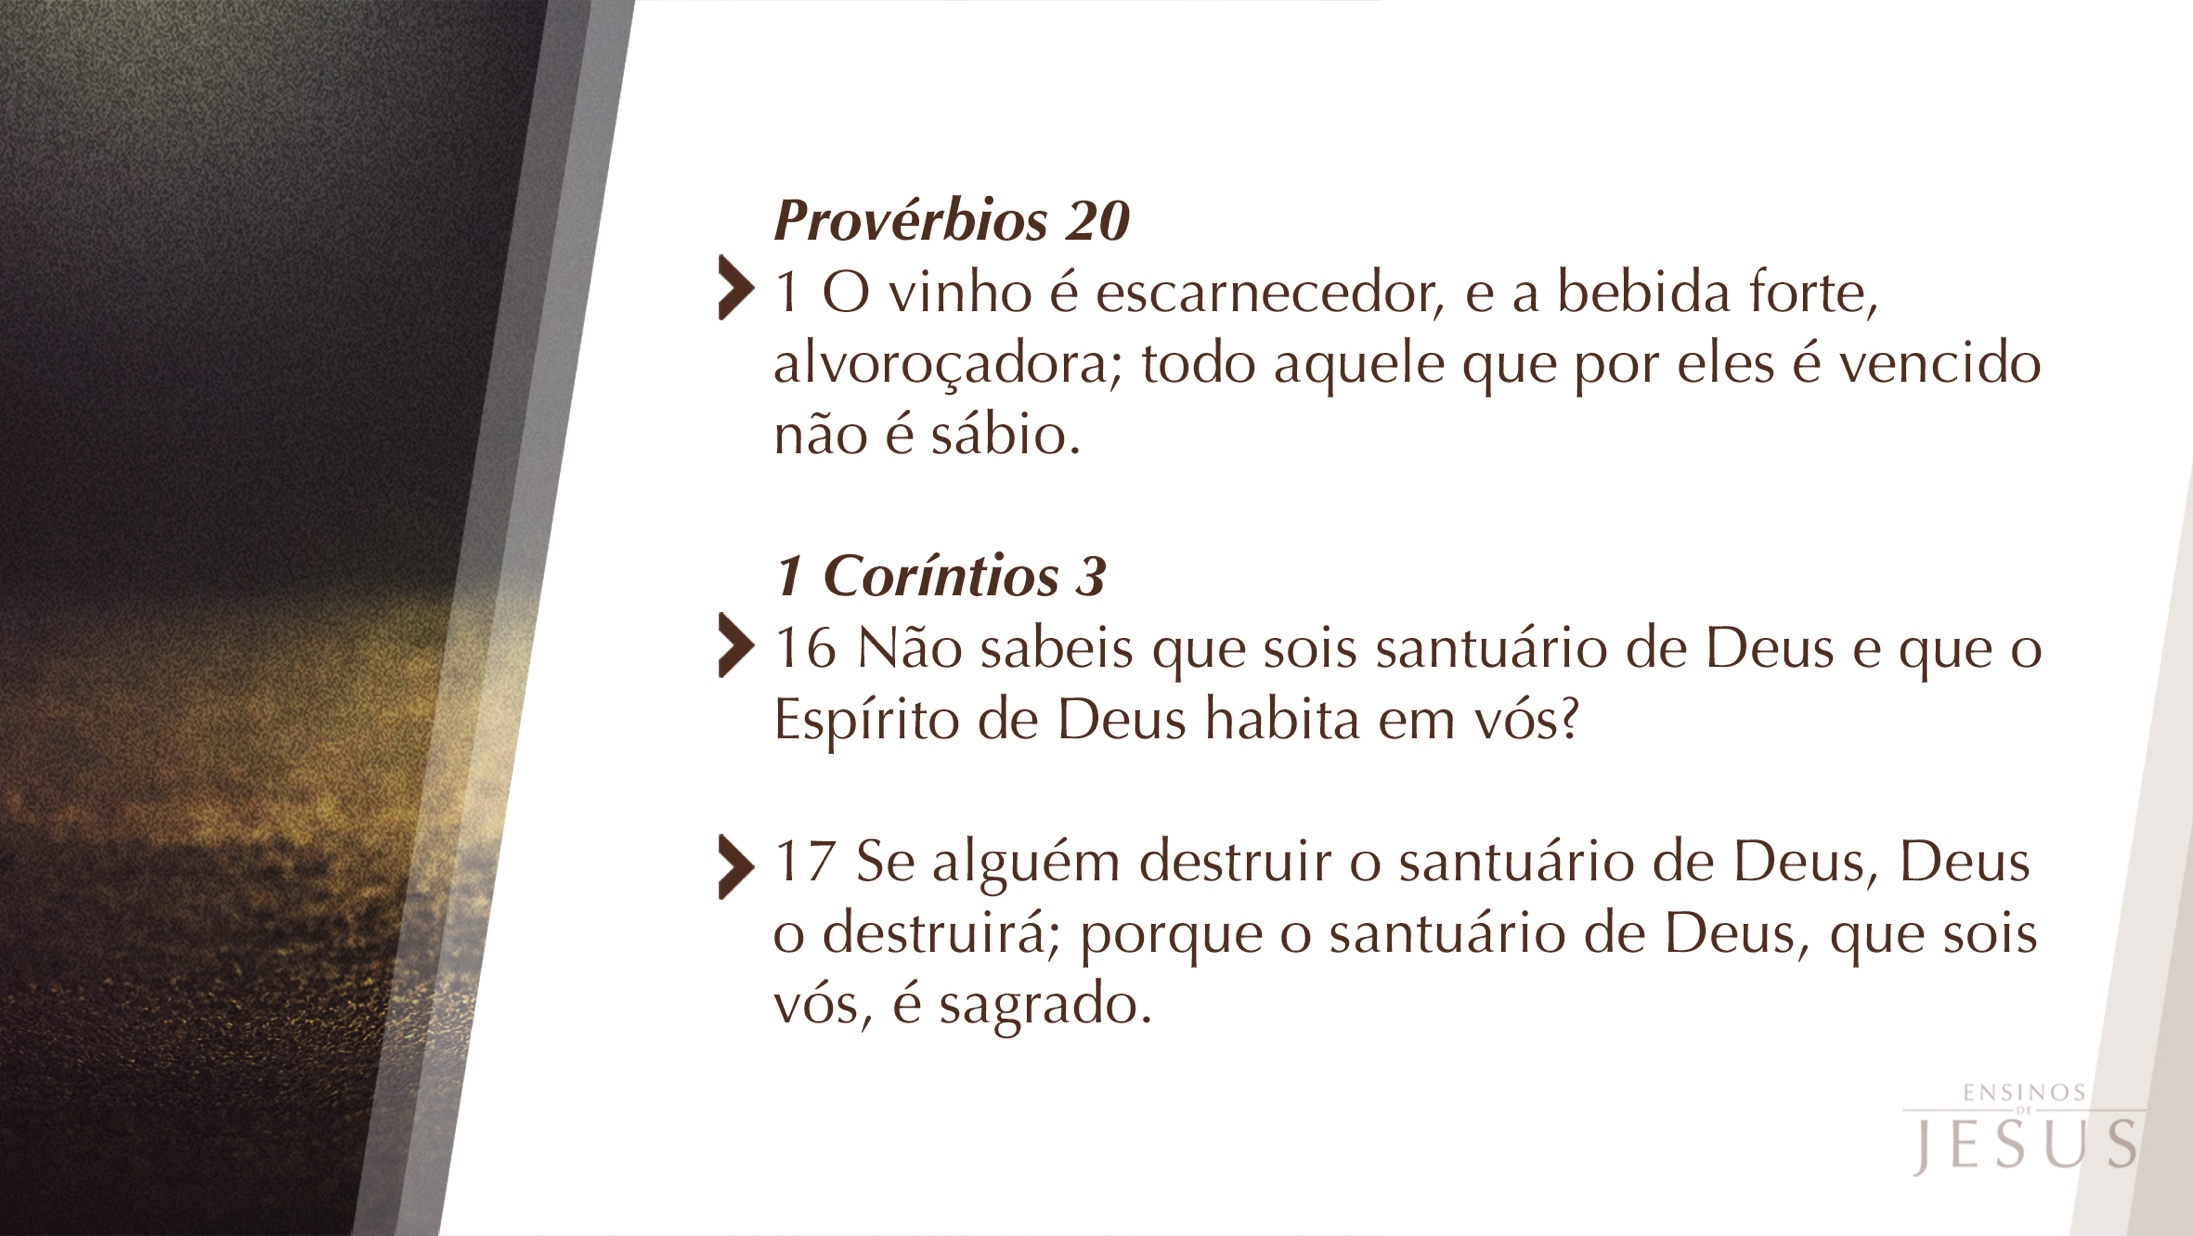 Provérbios 20
1 O vinho é escarnecedor, e a bebida forte,
alvoroçadora; todo aquele que por eles é vencido
não é sábio.
1 Coríntios 3
16 Não sabeis que sois santuário de Deus e que o
Espírito de Deus habita em vós?
17 Se alguém destruir o santuário de Deus, Deus
o destruirá; porque o santuário de Deus, que sois
vós, é sagrado.
ENSINOS
DE
JESUS